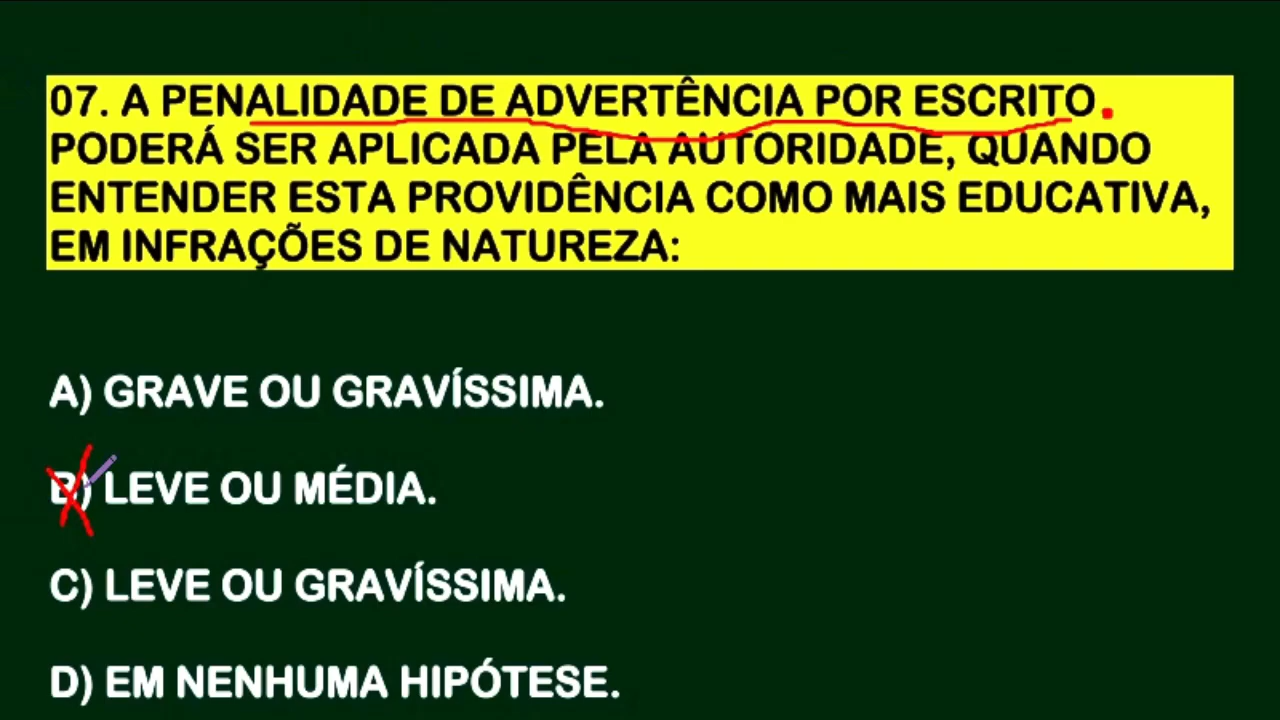 07. A PENALIDADE DE ADVERTÊNCIA POR ESCRITO.
PODERÁ SER APLICADA PELA AUTORIDADE, QUANDO
ENTENDER ESTA PROVIDÊNCIA COMO MAIS EDUCATIVA,
EM INFRAÇÕES DE NATUREZA:
A) GRAVE OU GRAVÍSSIMA.
B) LEVE OU MÉDIA.
C) LEVE OU GRAVÍSSIMA.
D) EM NENHUMA HIPÓTESE.